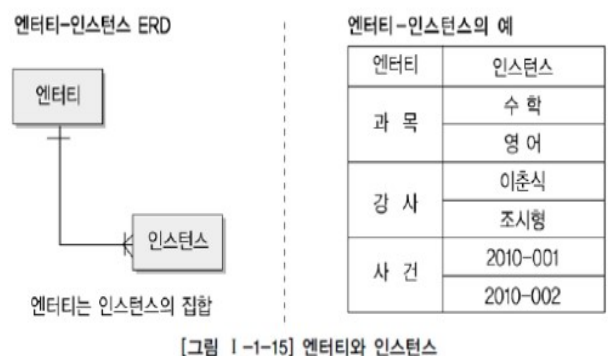 엔터티-인스턴스 ERD
엔터티
인스턴스
엔터티는 인스턴스의 집합
엔터티-인스턴스의 예
엔터티 인스턴스
과 목
수 학
영 어
강 사
이춘식
조시형
사 건
2010-001
2010-002
[그림 Ⅰ-1-15] 엔터티와 인스턴스